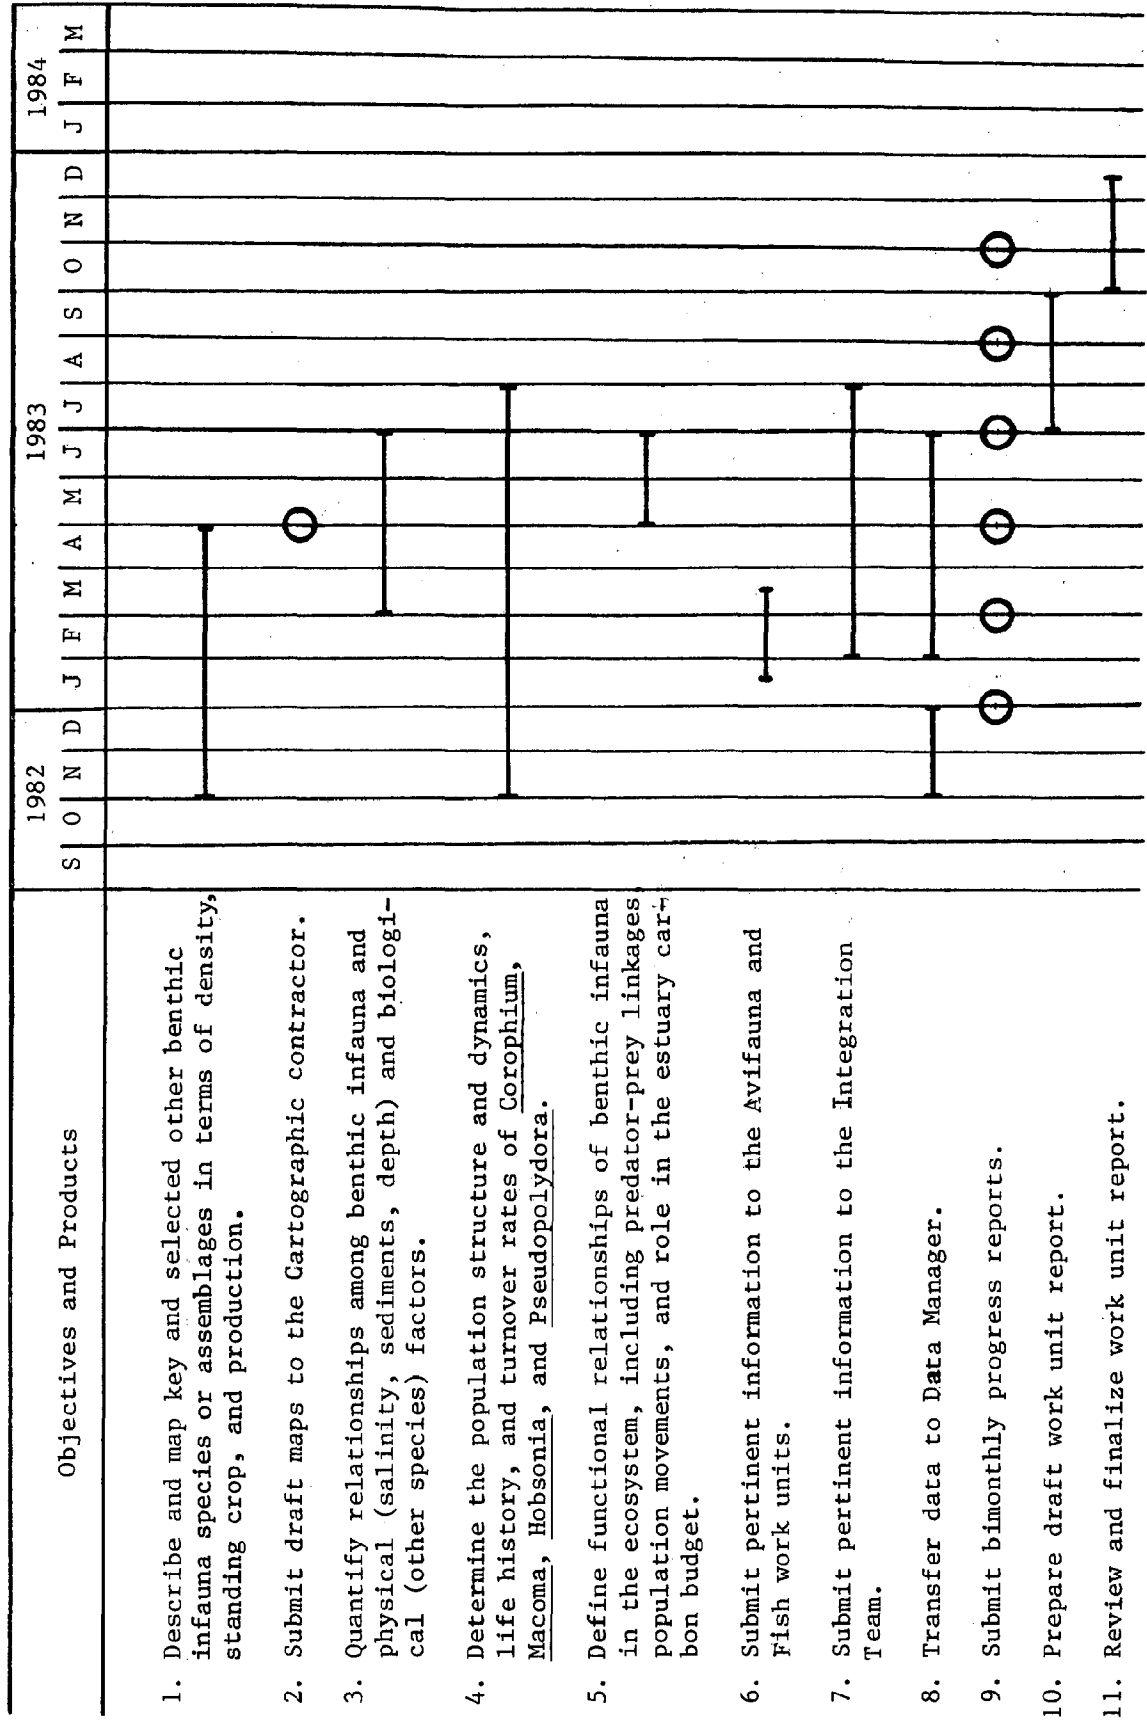 Objectives and Products
1982
1983
1984
S O N D J F M A M J J A S O N D J F M
1. Describe and map key and selected other benthic
infauna species or assemblages in terms of density,
standing crop, and production.
2. Submit draft maps to the Cartographic contractor.
3. Quantify relationships among benthic infauna and
physical (salinity, sediments, depth) and biologi-
cal (other species) factors.
4. Determine the population structure and dynamics,
life history, and turnover rates of Corophium,
Macoma, Hobsonia, and Pseudopolydora.
5. Define functional relationships of benthic infauna
in the ecosystem, including predator-prey linkages,
population movements, and role in the estuary car-
bon budget.
6. Submit pertinent information to the Avifauna and
Fish work units.
7. Submit pertinent information to the Integration
Team.
8. Transfer data to Data Manager.
9. Submit bimonthly progress reports.
10. Prepare draft work unit report.
11. Review and finalize work unit report.